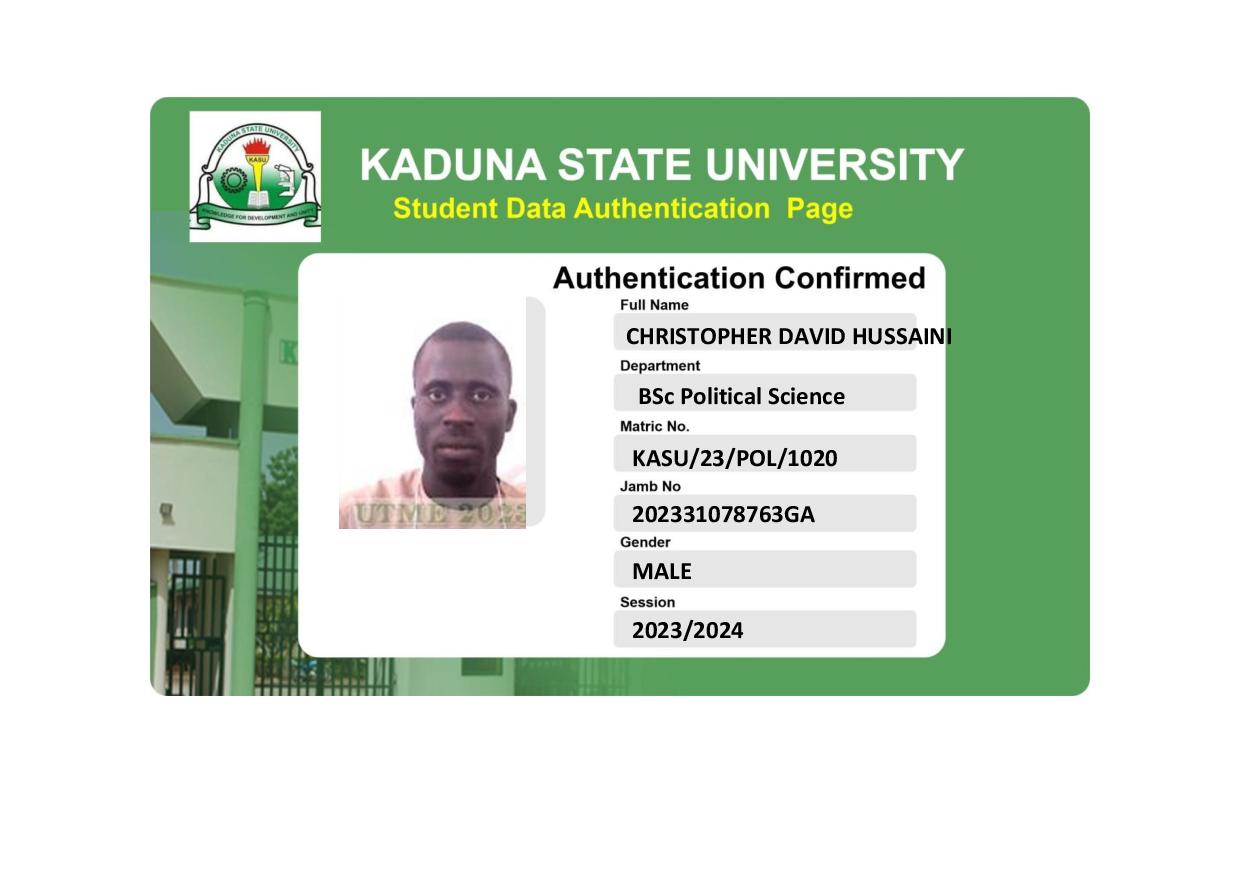 KADUNA STATE UNIVERSITY
KASU
KNOWLEDGE FOR DEVELOPMENT AND UNITY
KADUNA STATE UNIVERSITY
Student Data Authentication Page
Authentication Confirmed
Full Name
CHRISTOPHER DAVID HUSSAINI
Department
BSc Political Science
Matric No.
KASU/23/POL/1020
Jamb No
202331078763GA
Gender
MALE
Session
2023/2024
UTME 2023